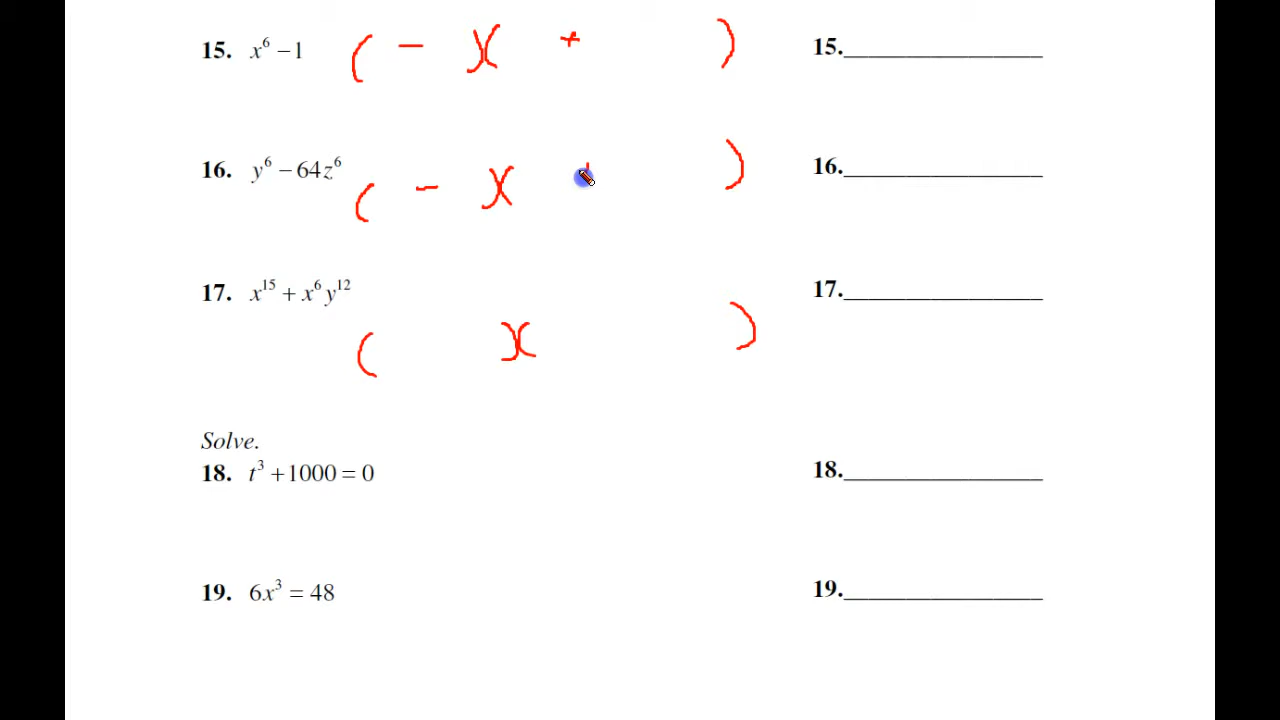 15. x⁶ − 1 ( − )( + ) 15.
16. y⁶ − 64z⁶ ( − )( + ) 16.
17. x¹⁵ + x⁶y¹² 17.
( )( )
Solve.
18. t³ + 1000 = 0 18.
19. 6x³ = 48 19.